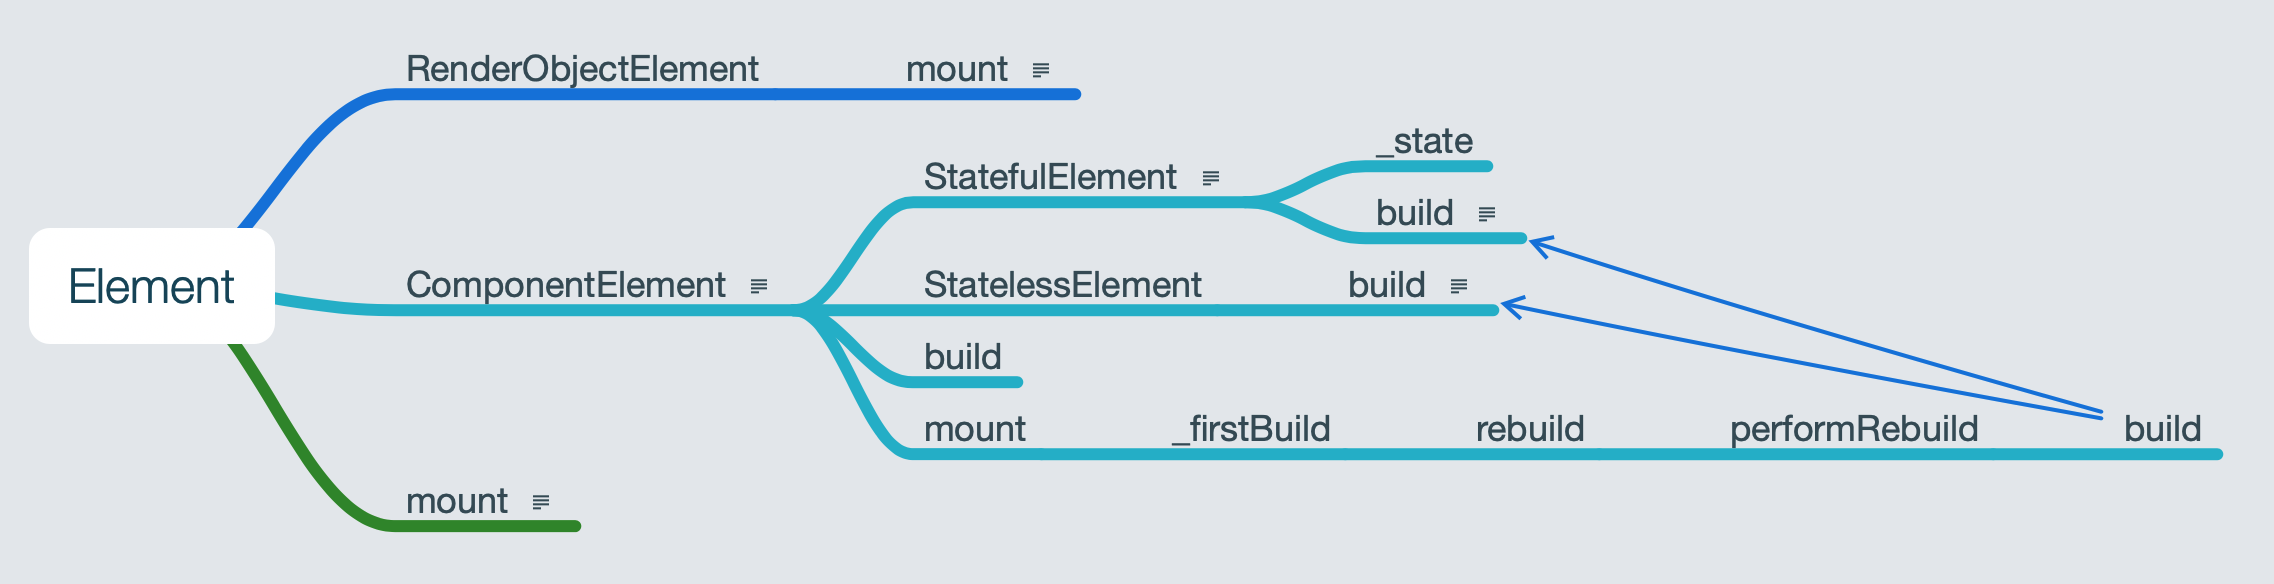 RenderObjectElement mount
_state
StatefulElement
build
Element
ComponentElement StatelessElement build
build
mount _firstBuild rebuild performRebuild build
mount